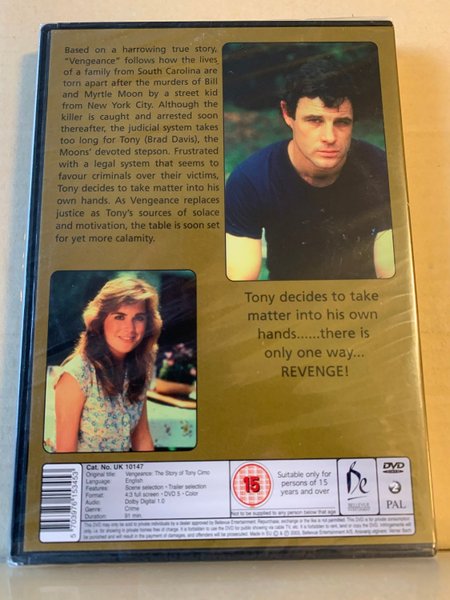 Based on a harrowing true story,
"Vengeance" follows how the lives
of a family from South Carolina are
torn apart after the murders of Bill
and Myrtle Moon by a street kid
from New York City. Although the
killer is caught and arrested soon
thereafter, the judicial system takes
too long for Tony (Brad Davis), the
Moons' devoted stepson. Frustrated
with a legal system that seems to
favour criminals over their victims,
Tony decides to take matter into his
own hands. As Vengeance replaces
justice as Tony's sources of solace
and motivation, the table is soon set
for yet more calamity.
Tony decides to take
matter into his own
hands......there is
only one way...
REVENGE!
Cat. No. UK 10147
Original title: Vengeance: The Story of Tony Cimo
Language: English
Features: Scene selection • Trailer selection
Format: 4:3 full screen • DVD 5 • Color
Audio: Dolby Digital 1.0
Genre: Crime
Duration: 91 min.
15
Suitable only for
persons of 15
years and over
Not to be supplied to any person below that age.
Be
DVD
2
PAL
5 703976 153453